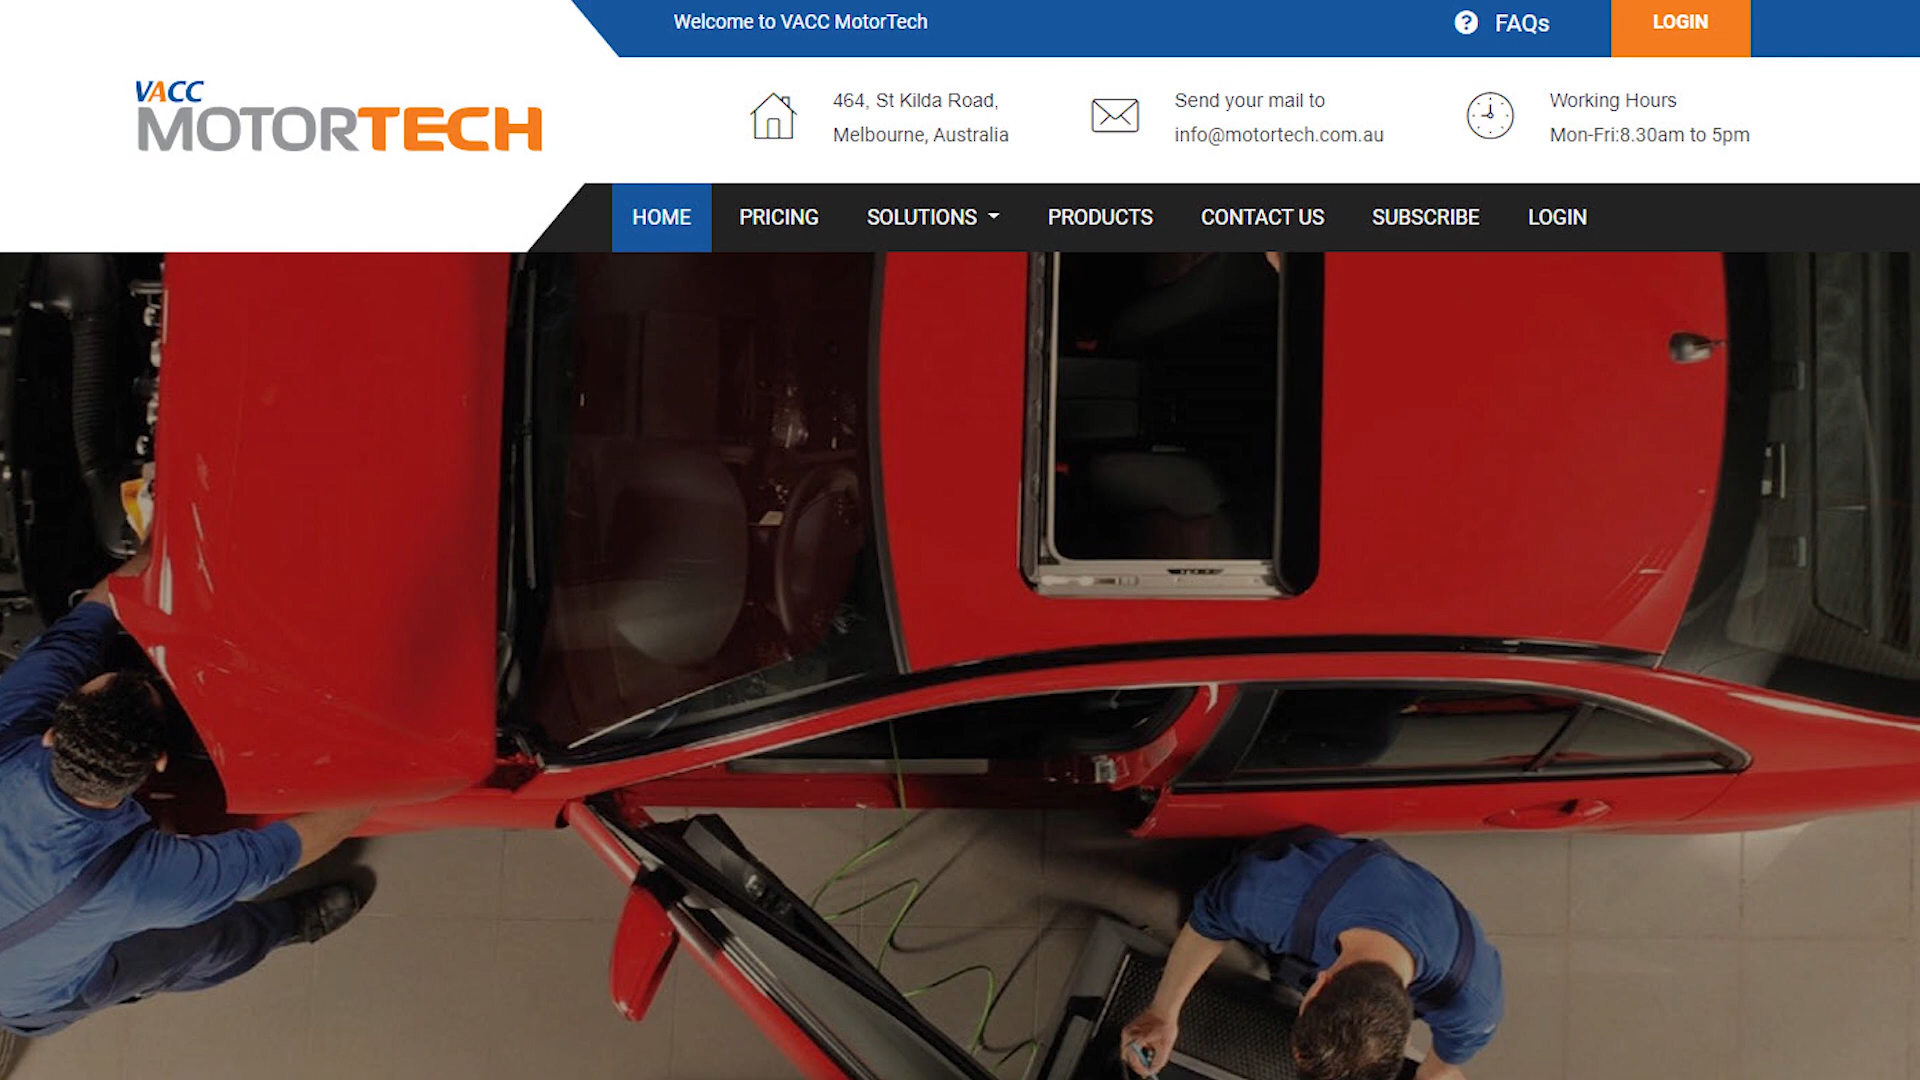 Welcome to VACC MotorTech
FAQs
LOGIN
VACC
MOTORTECH
464, St Kilda Road,
Melbourne, Australia
Send your mail to
info@motortech.com.au
Working Hours
Mon-Fri:8.30am to 5pm
HOME
PRICING
SOLUTIONS
PRODUCTS
CONTACT US
SUBSCRIBE
LOGIN